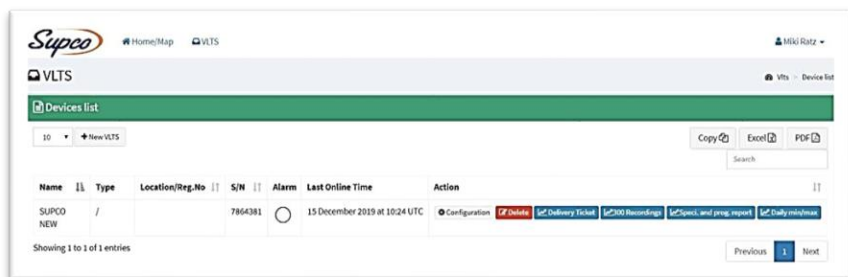 Supco Home/Map VLTS Miki Ratz
VLTS Vlts > Device list
Devices list
10 +New VLTS Copy Excel PDF
Search
Name Type Location/Reg.No S/N Alarm Last Online Time Action
SUPCO / 7864381 15 December 2019 at 10:24 UTC Configuration Delete Delivery Ticket 300 Recordings Speci. and prog. report Daily min/max
NEW
Showing 1 to 1 of 1 entries Previous 1 Next